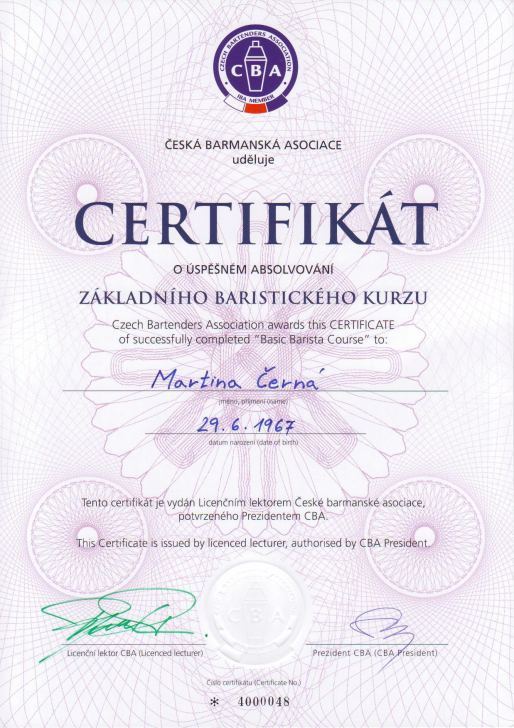 CZECH BARTENDERS ASSOCIATION
CBA
IBA MEMBER
ČESKÁ BARMANSKÁ ASOCIACE
uděluje
CERTIFIKÁT
O ÚSPĚŠNÉM ABSOLVOVÁNÍ
ZÁKLADNÍHO BARISTICKÉHO KURZU
Czech Bartenders Association awards this CERTIFICATE
of successfully completed "Basic Barista Course" to:
Martina Černá
jméno, příjmení (name)
29. 6. 1967
datum narození (date of birth)
Tento certifikát je vydán Licenčním lektorem České barmanské asociace,
potvrzeného Prezidentem CBA.
This Certificate is issued by licenced lecturer, authorised by CBA President.
CBA
Licenční lektor CBA (Licenced lecturer)
Prezident CBA (CBA President)
Číslo certifikátu (Certificate No.)
* 4000048